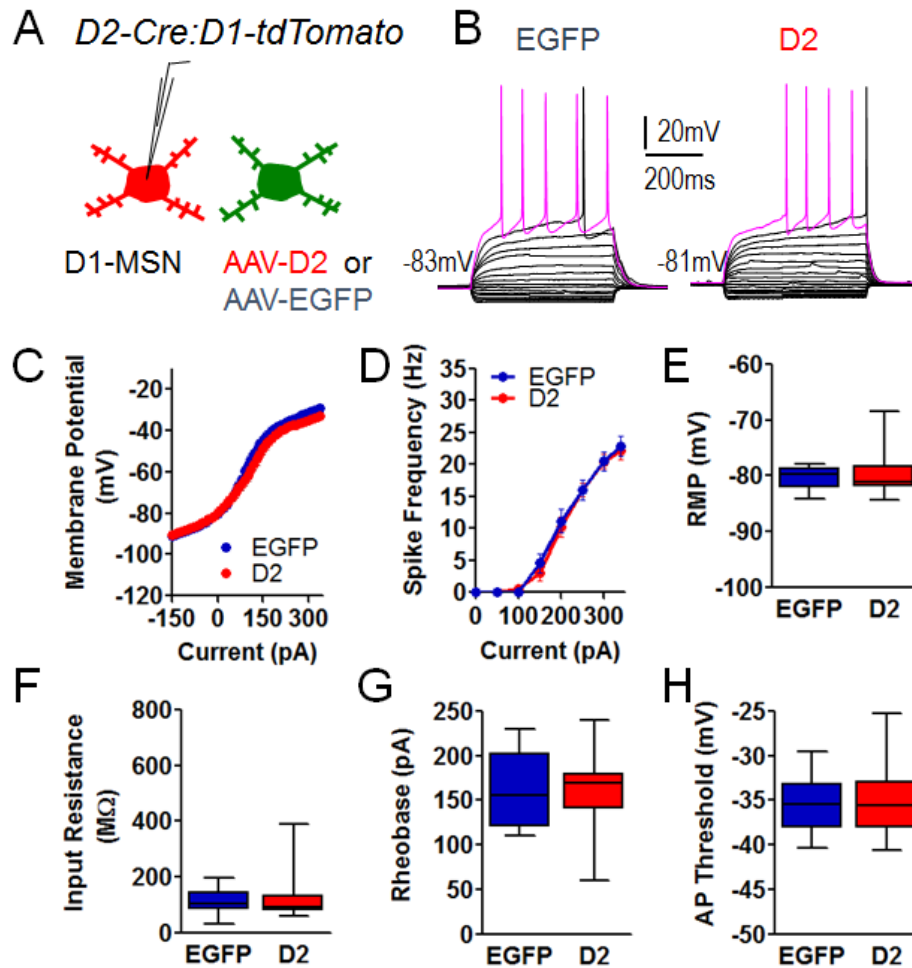 A
D2-Cre:D1-tdTomato
D1-MSN
AAV-D2 or
AAV-EGFP
B
EGFP
D2
20mV
200ms
-83mV
-81mV
C
Membrane Potential
(mV)
-20
-40
-60
-80
-100
-120
-150
0
150
300
EGFP
D2
Current (pA)
D
Spike Frequency (Hz)
35
30
25
20
15
10
5
0
0
100
200
300
EGFP
D2
Current (pA)
E
RMP (mV)
-60
-70
-80
-90
-100
EGFP
D2
F
Input Resistance
(MΩ)
800
600
400
200
0
EGFP
D2
G
Rheobase (pA)
250
200
150
100
50
0
EGFP
D2
H
AP Threshold (mV)
-25
-30
-35
-40
-45
-50
EGFP
D2